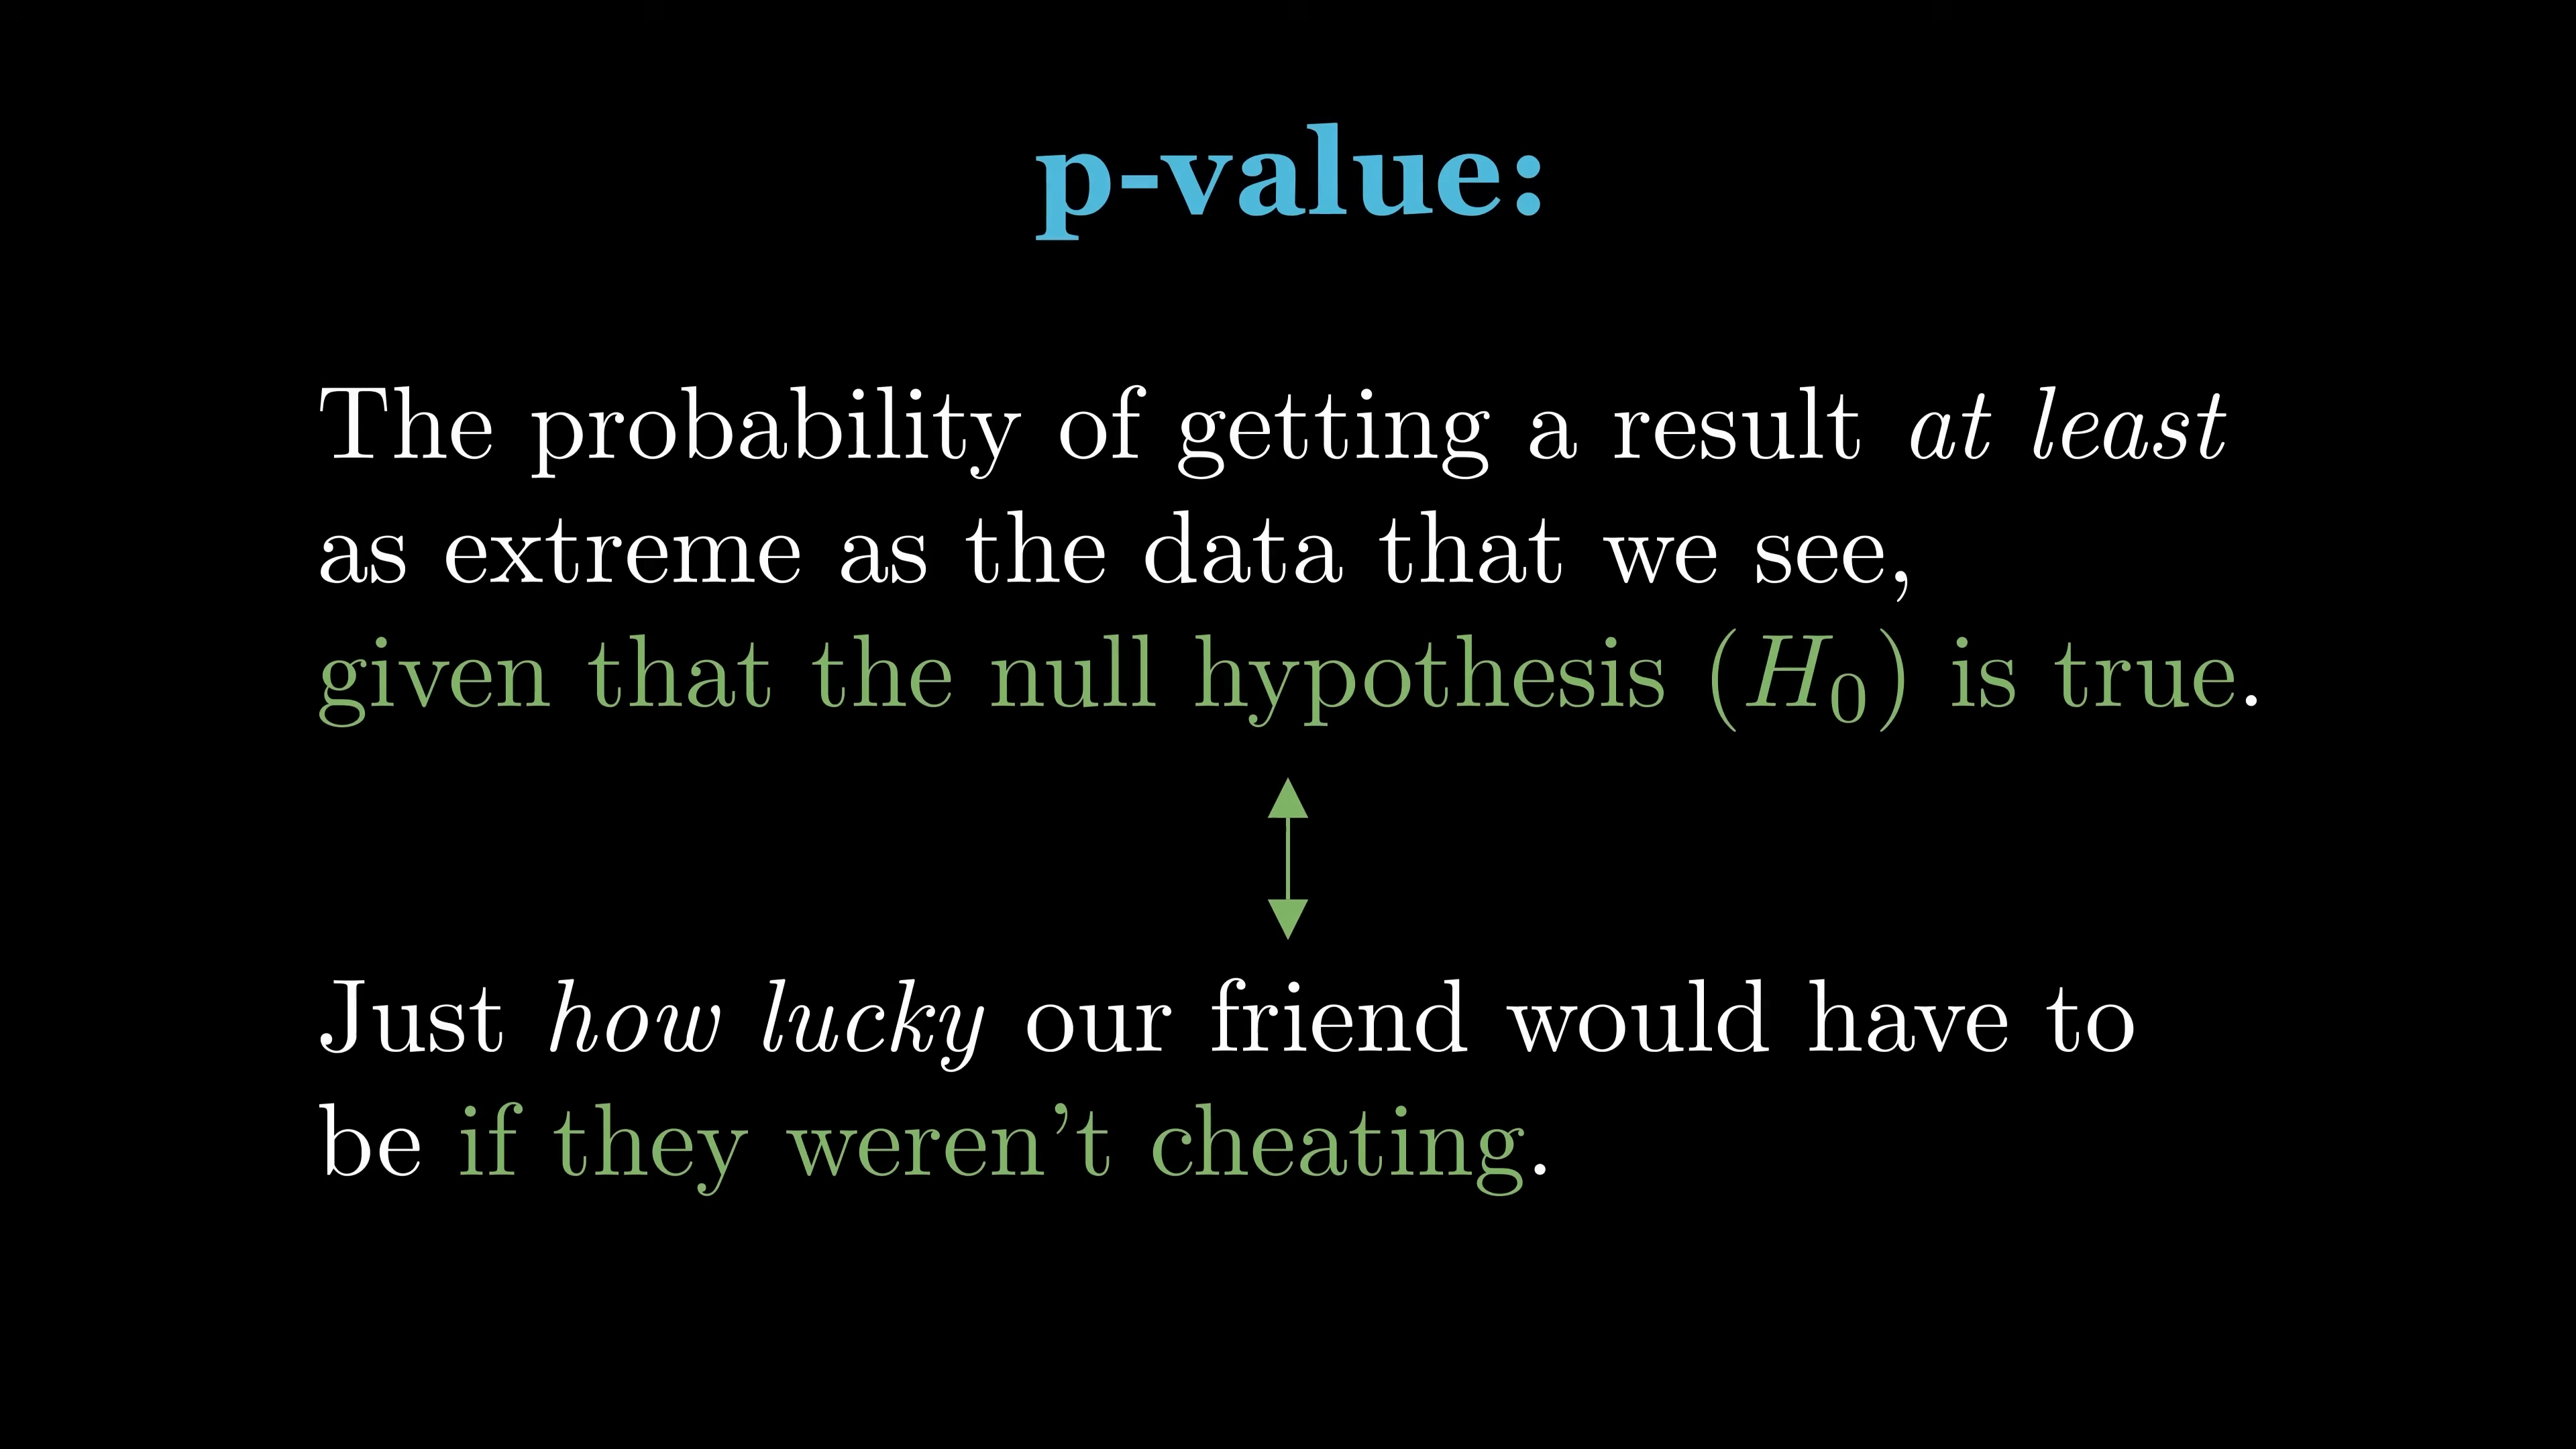 p-value:
The probability of getting a result at least
as extreme as the data that we see,
given that the null hypothesis (H₀) is true.
Just how lucky our friend would have to
be if they weren't cheating.